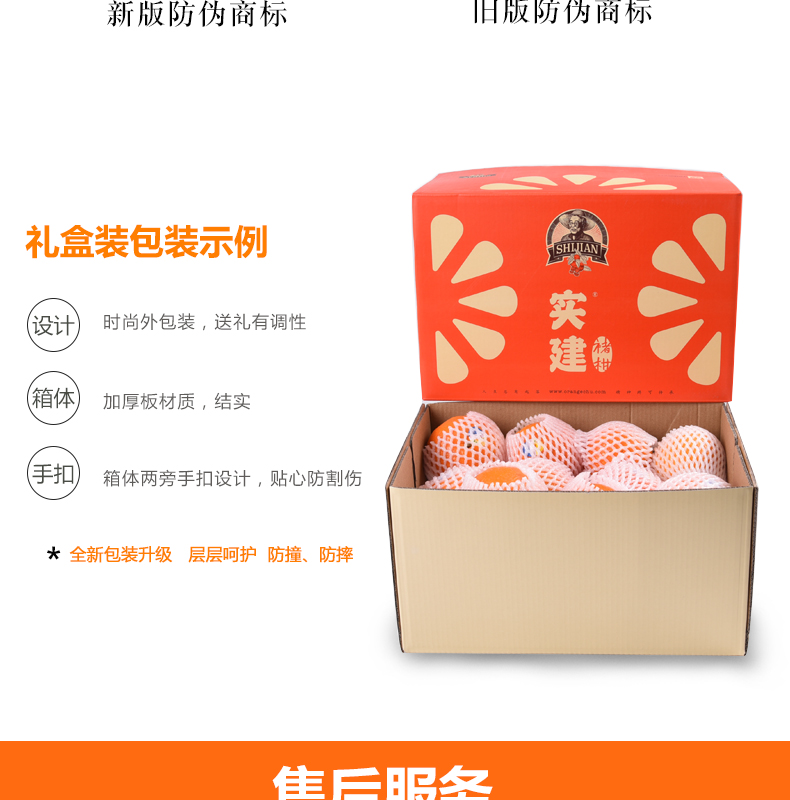 新版防伪商标
旧版防伪商标
礼盒装包装示例
设计
时尚外包装，送礼有调性
箱体
加厚板材质，结实
手扣
箱体两旁手扣设计，贴心防割伤
* 全新包装升级 层层呵护 防撞、防摔
SHIJIAN
实建
褚柑
售后服务